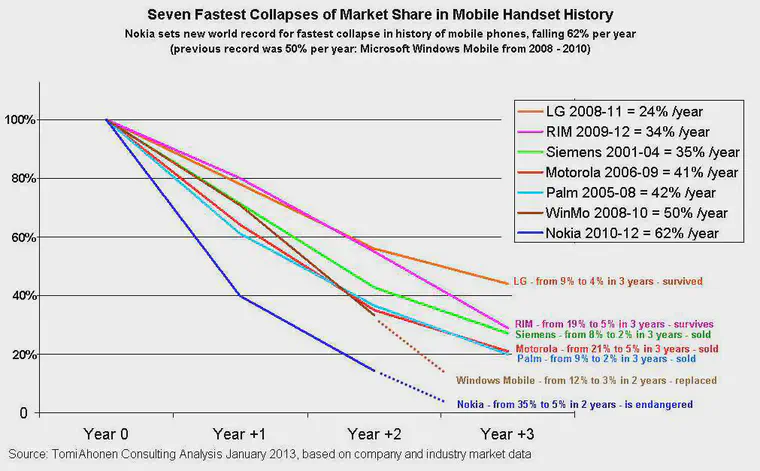 Seven Fastest Collapses of Market Share in Mobile Handset History
Nokia sets new world record for fastest collapse in history of mobile phones, falling 62% per year
(previous record was 50% per year: Microsoft Windows Mobile from 2008 - 2010)
LG 2008-11 = 24% /year
RIM 2009-12 = 34% /year
Siemens 2001-04 = 35% /year
Motorola 2006-09 = 41% /year
Palm 2005-08 = 42% /year
WinMo 2008-10 = 50% /year
Nokia 2010-12 = 62% /year
100%
80%
60%
40%
20%
0
LG - from 9% to 4% in 3 years - survived
RIM - from 19% to 5% in 3 years - survives
Siemens - from 8% to 2% in 3 years - sold
Motorola - from 21% to 5% in 3 years - sold
Palm - from 9% to 2% in 3 years - sold
Windows Mobile - from 12% to 3% in 2 years - replaced
Nokia - from 35% to 5% in 2 years - is endangered
Year 0
Year +1
Year +2
Year +3
Source: TomiAhonen Consulting Analysis January 2013, based on company and industry market data